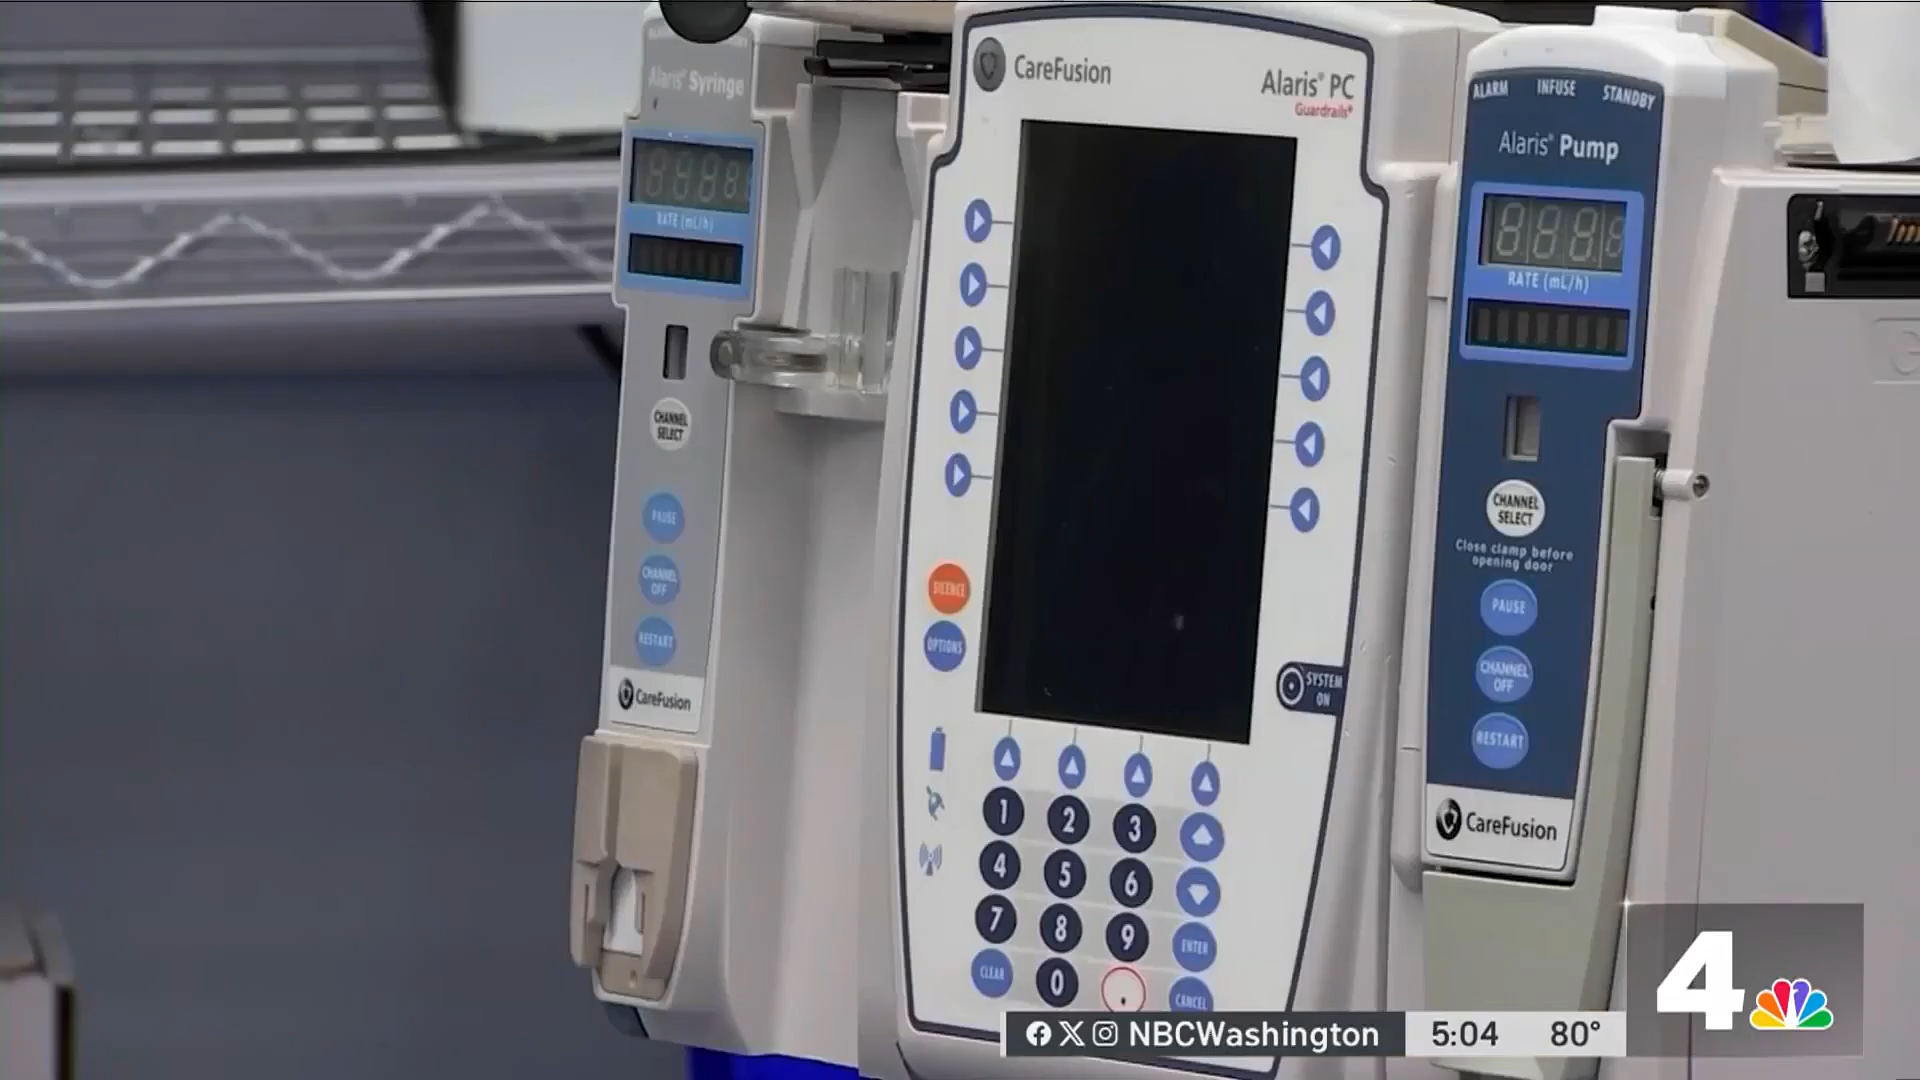 Alaris® Syringe
RATE (mL/h)
CHANNEL
SELECT
PAUSE
CHANNEL
OFF
RESTART
CareFusion
CareFusion
Alaris® PC
Guardrails®
SILENCE
OPTIONS
SYSTEM
ON
1 2 3
4 5 6
7 8 9
ENTER
CLEAR 0 .
CANCEL
ALARM INFUSE STANDBY
Alaris® Pump
RATE (mL/h)
CHANNEL
SELECT
Close clamp before
opening door
PAUSE
CHANNEL
OFF
RESTART
CareFusion
4
NBCWashington 5:04 80°